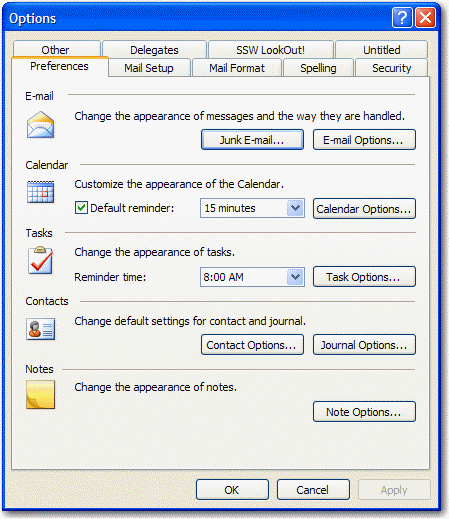 Options
Other Delegates SSW LookOut! Untitled
Preferences Mail Setup Mail Format Spelling Security
E-mail
Change the appearance of messages and the way they are handled.
Junk E-mail... E-mail Options...
Calendar
Customize the appearance of the Calendar.
Default reminder: 15 minutes Calendar Options...
Tasks
Change the appearance of tasks.
Reminder time: 8:00 AM Task Options...
Contacts
Change default settings for contact and journal.
Contact Options... Journal Options...
Notes
Change the appearance of notes.
Note Options...
OK Cancel Apply